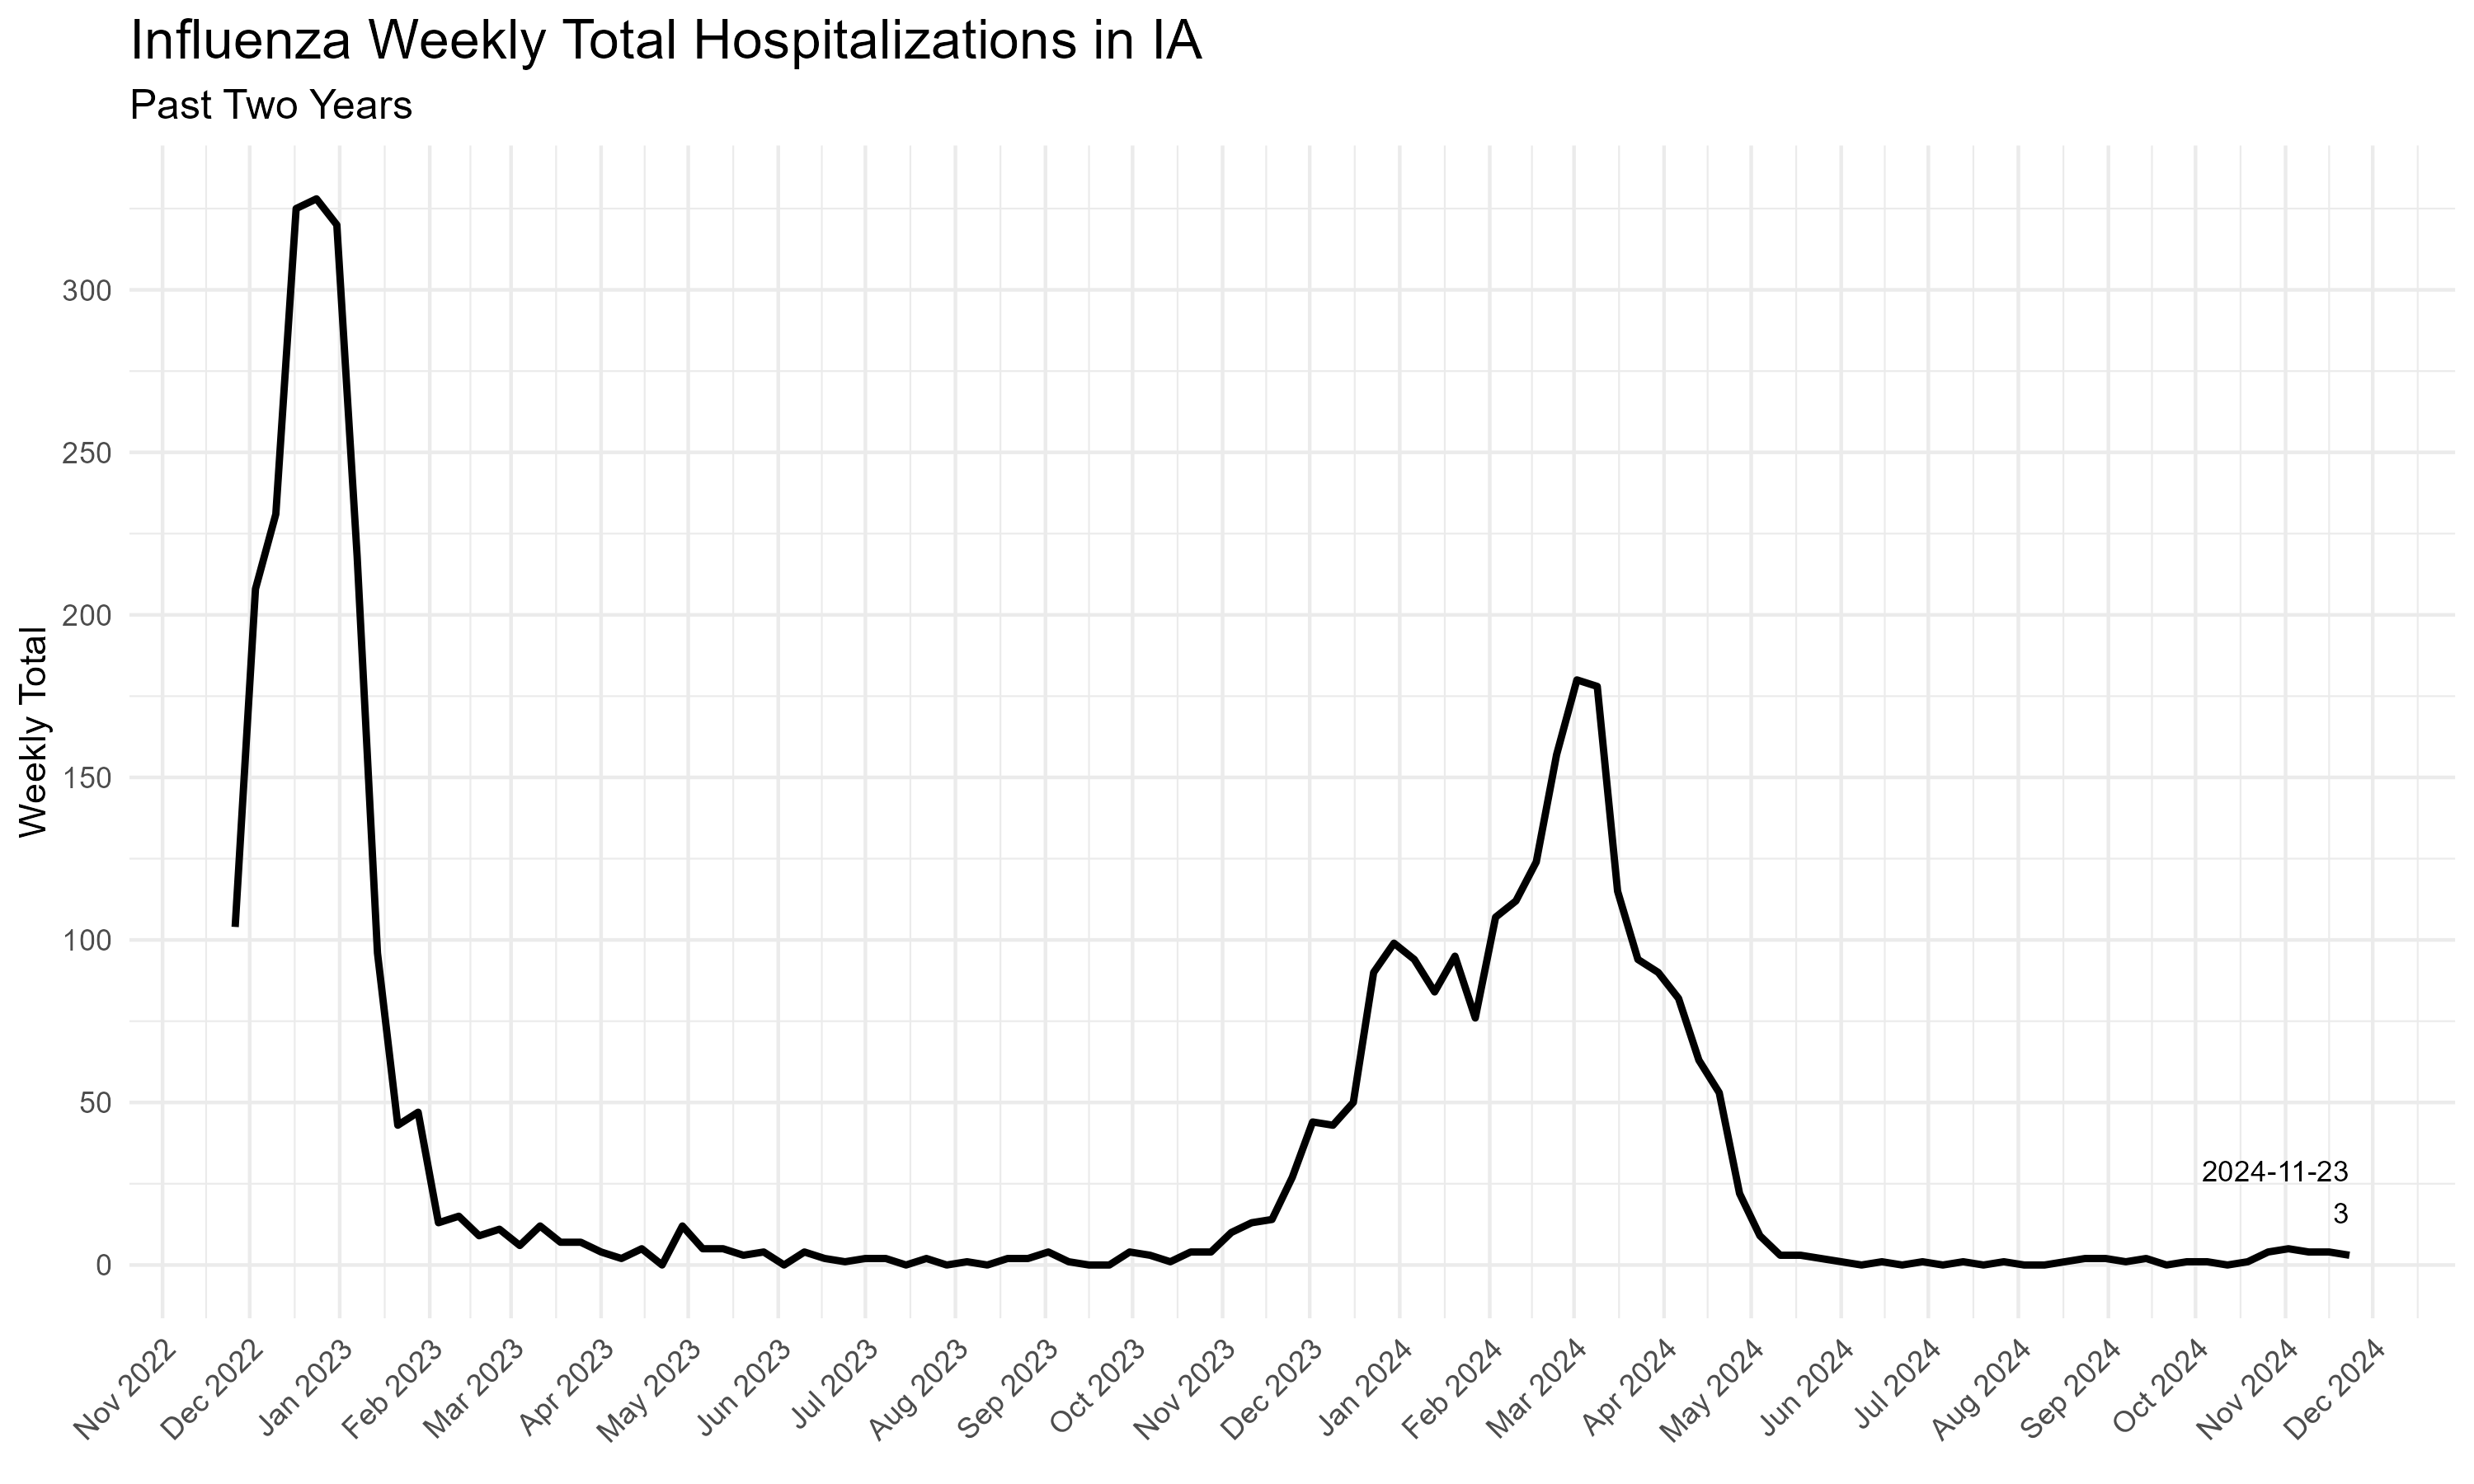 Influenza Weekly Total Hospitalizations in IA
Past Two Years
Weekly Total
300
250
200
150
100
50
0
2024-11-23
3
Nov 2022
Dec 2022
Jan 2023
Feb 2023
Mar 2023
Apr 2023
May 2023
Jun 2023
Jul 2023
Aug 2023
Sep 2023
Oct 2023
Nov 2023
Dec 2023
Jan 2024
Feb 2024
Mar 2024
Apr 2024
May 2024
Jun 2024
Jul 2024
Aug 2024
Sep 2024
Oct 2024
Nov 2024
Dec 2024